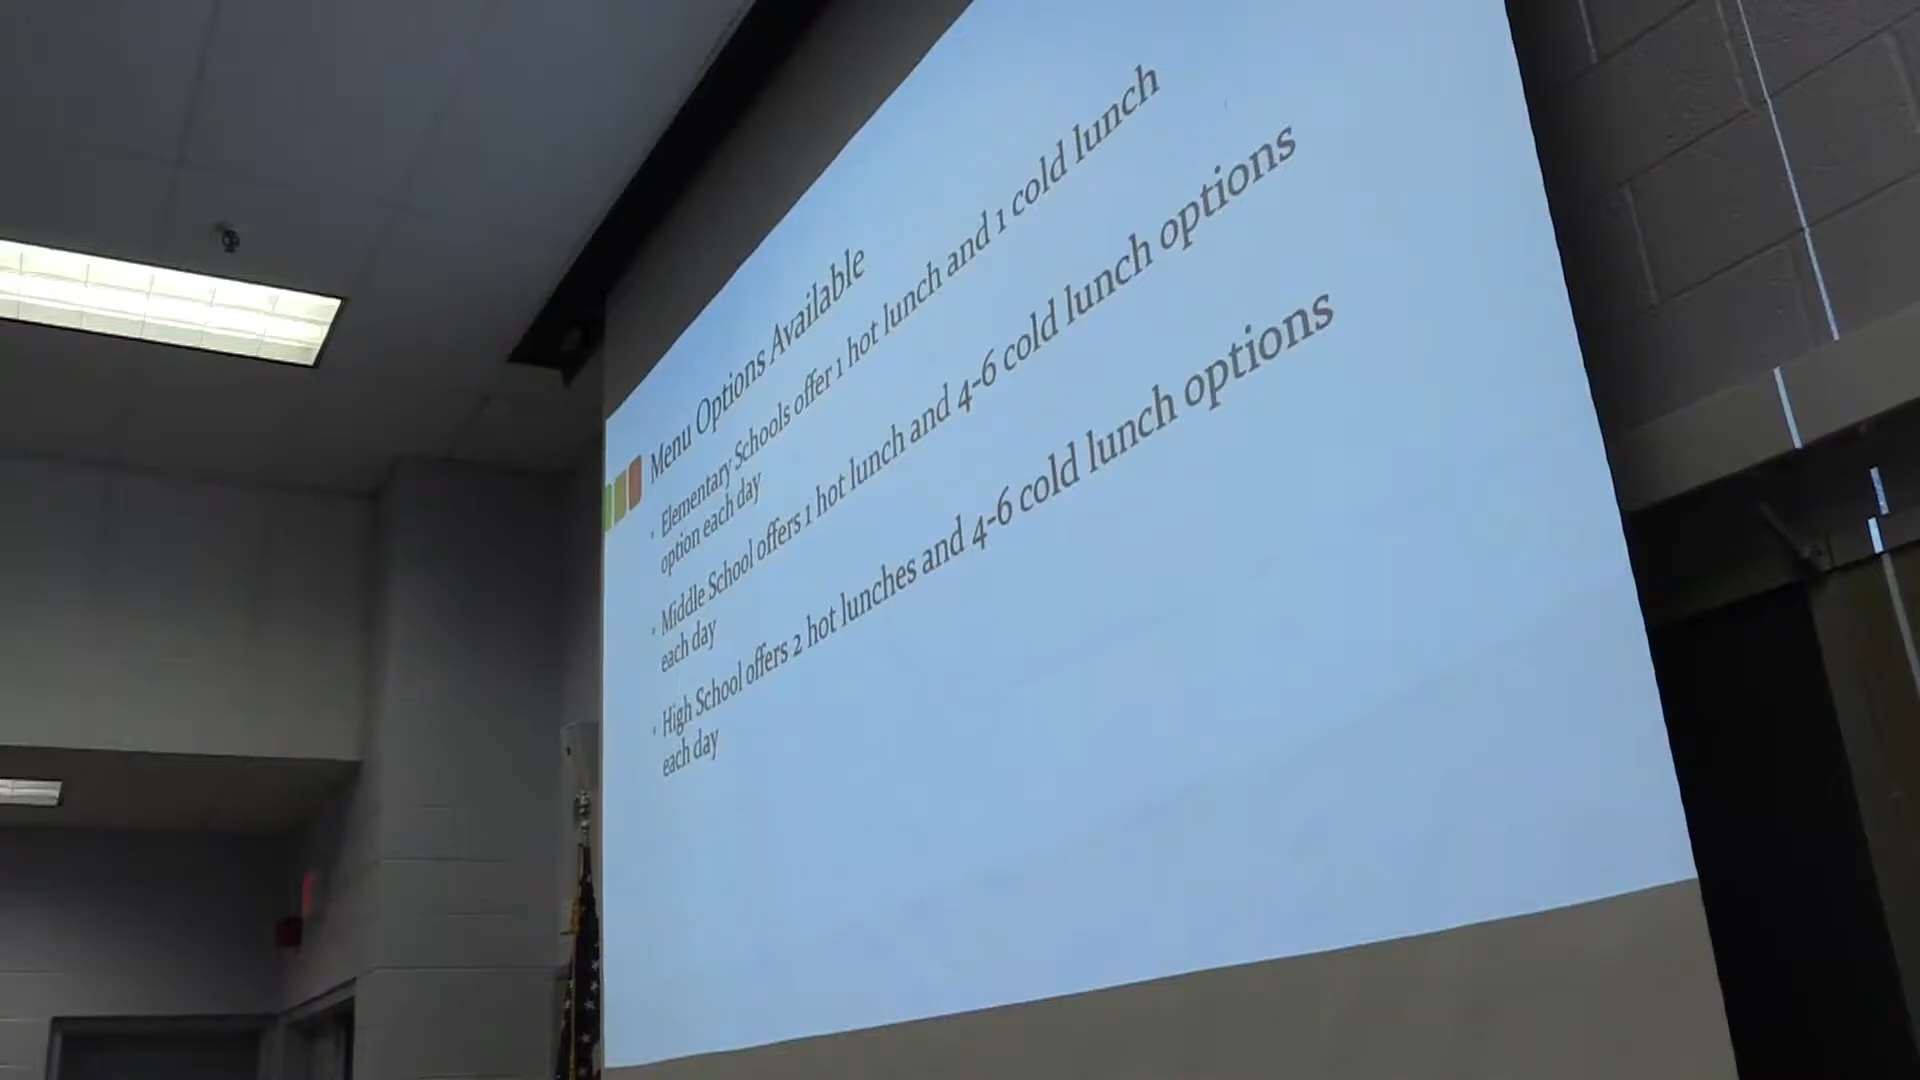 Menu Options Available
• Elementary Schools offer 1 hot lunch and 1 cold lunch
option each day
• Middle School offers 1 hot lunch and 4-6 cold lunch options
each day
• High School offers 2 hot lunches and 4-6 cold lunch options
each day